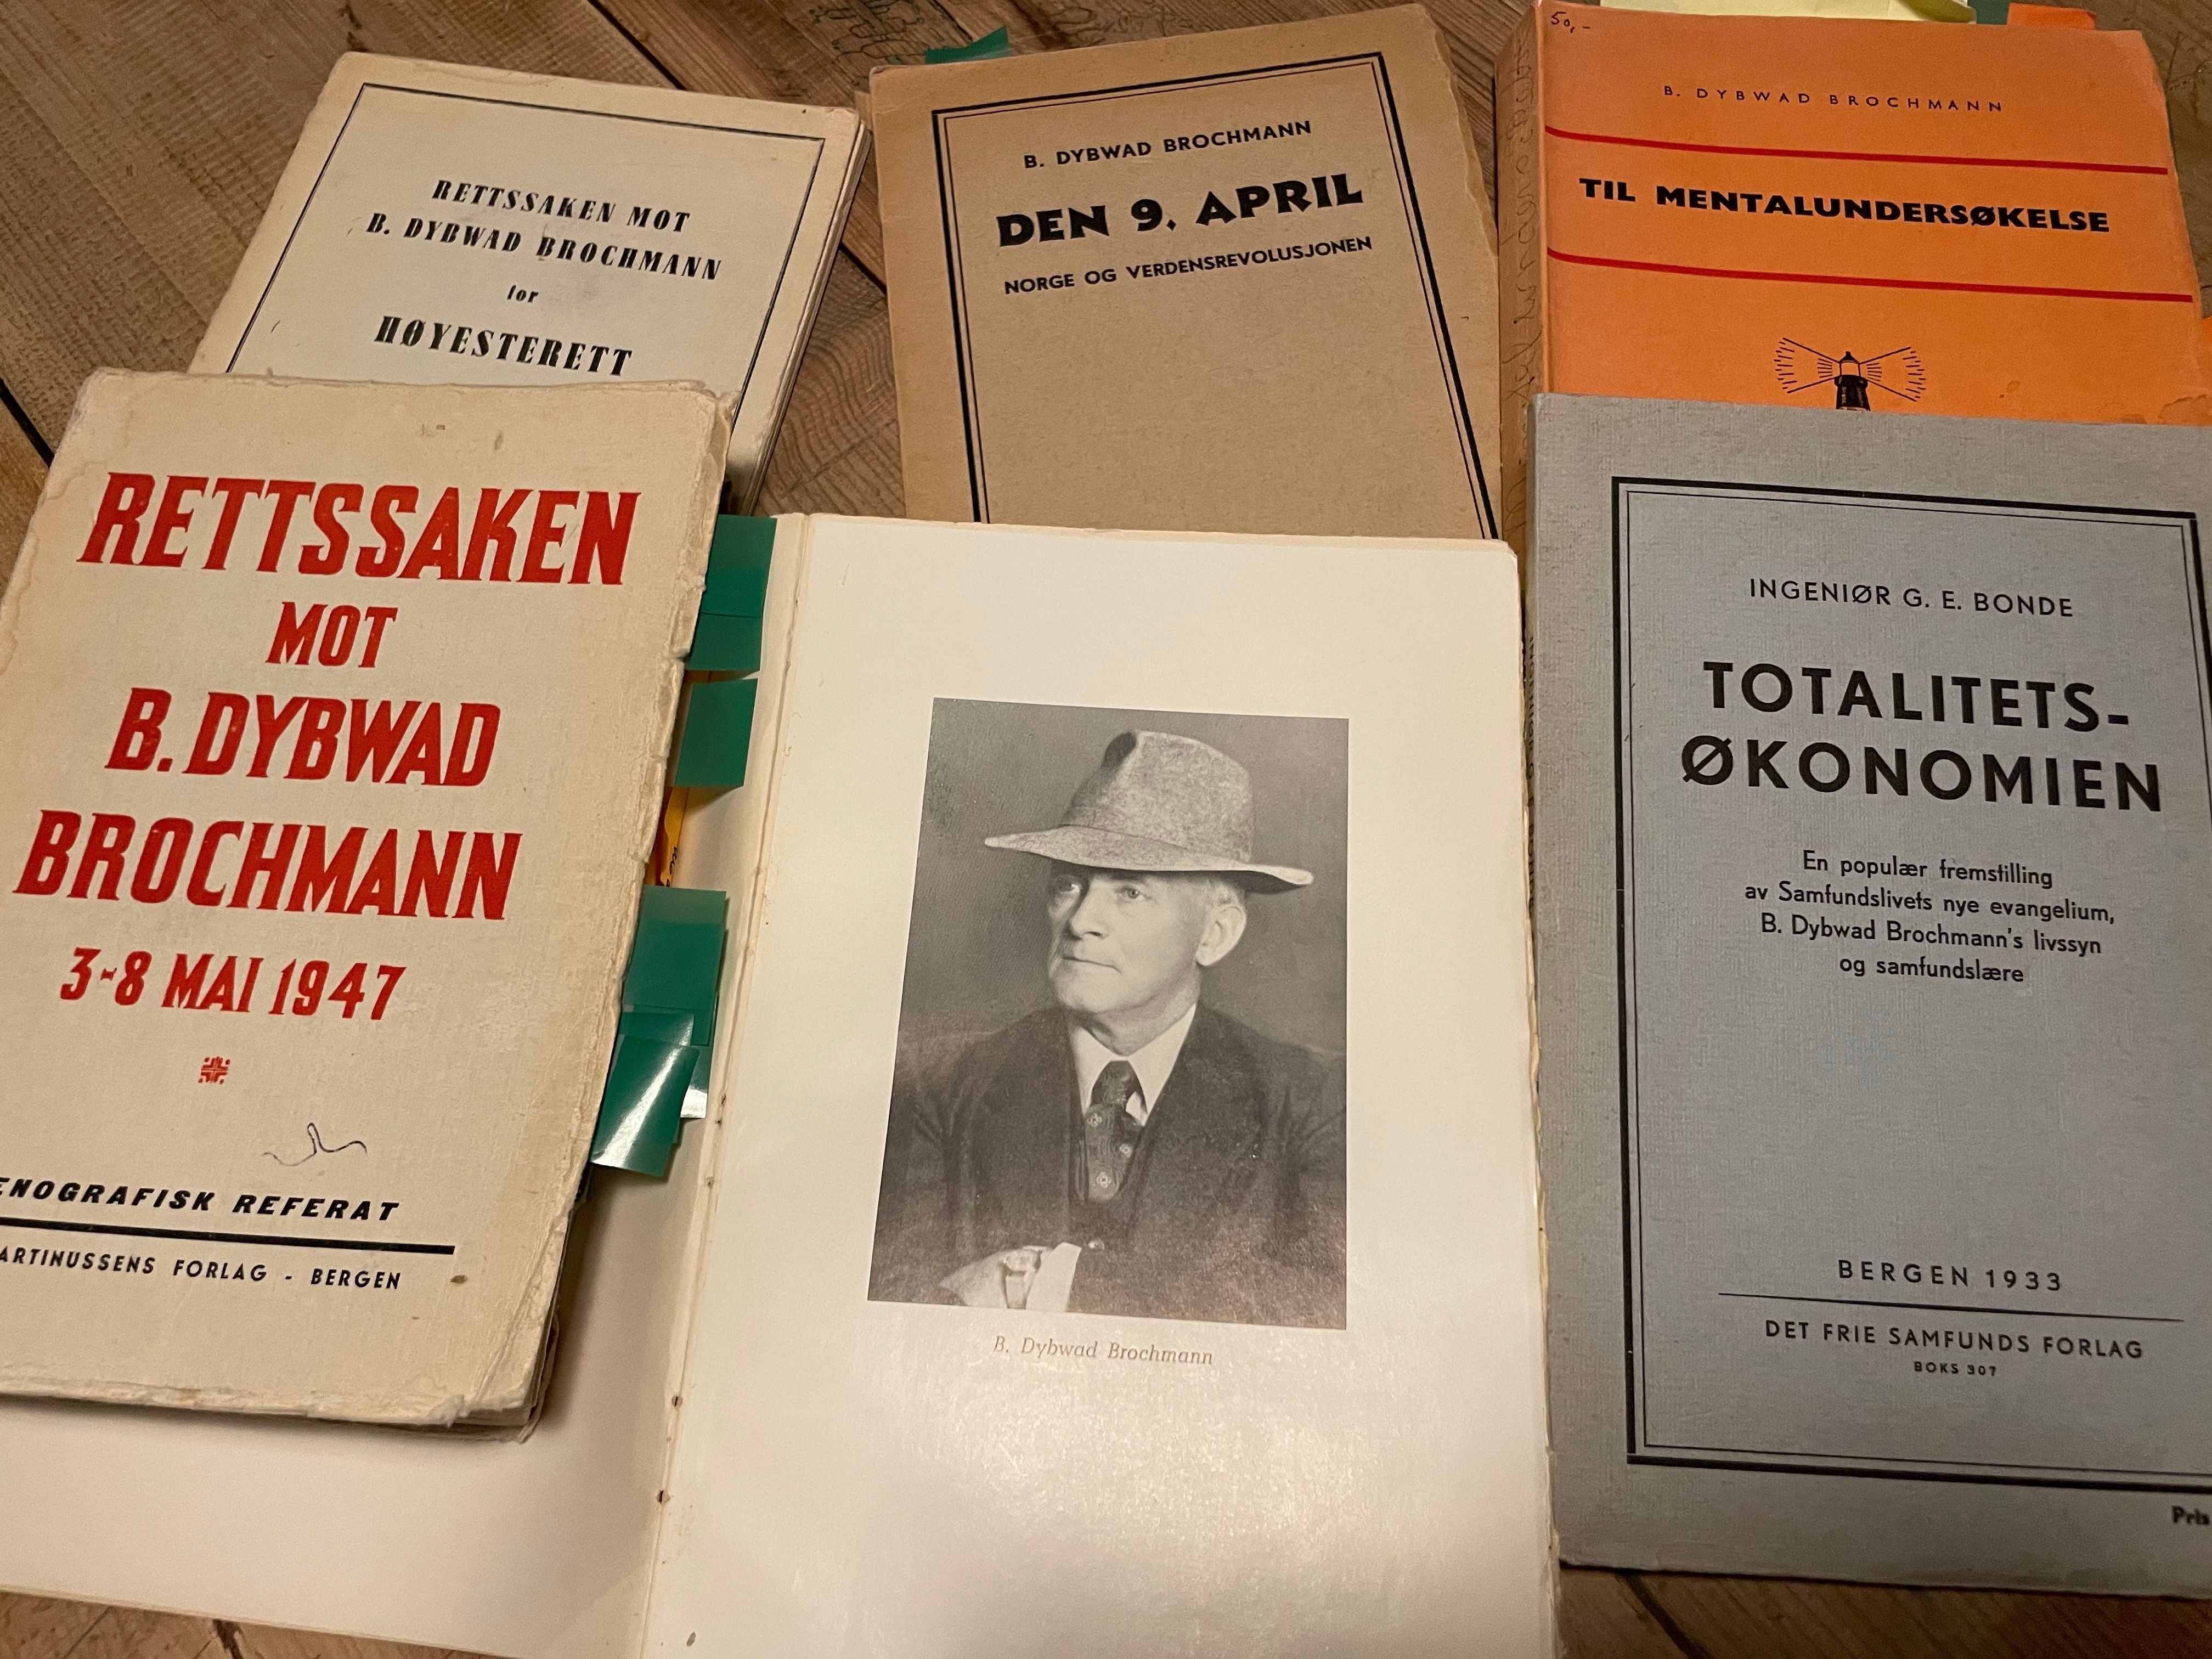 RETTSSAKEN MOT
B. DYBWAD BROCHMANN
for
HØYESTERETT
B. DYBWAD BROCHMANN
DEN 9. APRIL
NORGE OG VERDENSREVOLUSJONEN
50,-
B. DYBWAD BROCHMANN
TIL MENTALUNDERSØKELSE
RETTSSAKEN
MOT
B. DYBWAD
BROCHMANN
3-8 MAI 1947
ENOGRAFISK REFERAT
ARTINUSSENS FORLAG - BERGEN
B. Dybwad Brochmann
INGENIØR G. E. BONDE
TOTALITETS-
ØKONOMIEN
En populær fremstilling
av Samfundslivets nye evangelium,
B. Dybwad Brochmann's livssyn
og samfundslære
BERGEN 1933
DET FRIE SAMFUNDS FORLAG
BOKS 307
Pris